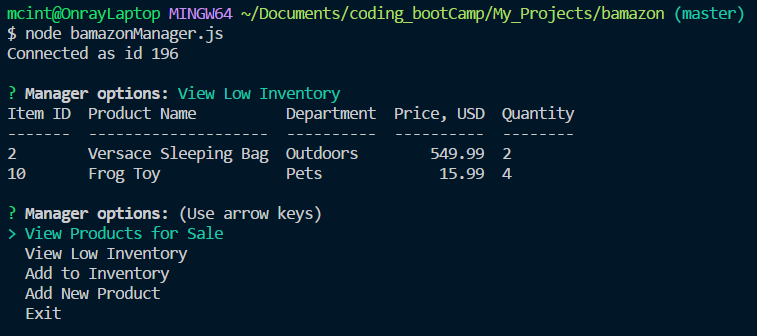 mcint@OnrayLaptop MINGW64 ~/Documents/coding_bootCamp/My_Projects/bamazon (master)
$ node bamazonManager.js
Connected as id 196
? Manager options: View Low Inventory
Item ID  Product Name          Department  Price, USD  Quantity
-------  --------------------  ----------  ----------  --------
2        Versace Sleeping Bag  Outdoors        549.99  2
10       Frog Toy              Pets             15.99  4
? Manager options: (Use arrow keys)
> View Products for Sale
  View Low Inventory
  Add to Inventory
  Add New Product
  Exit